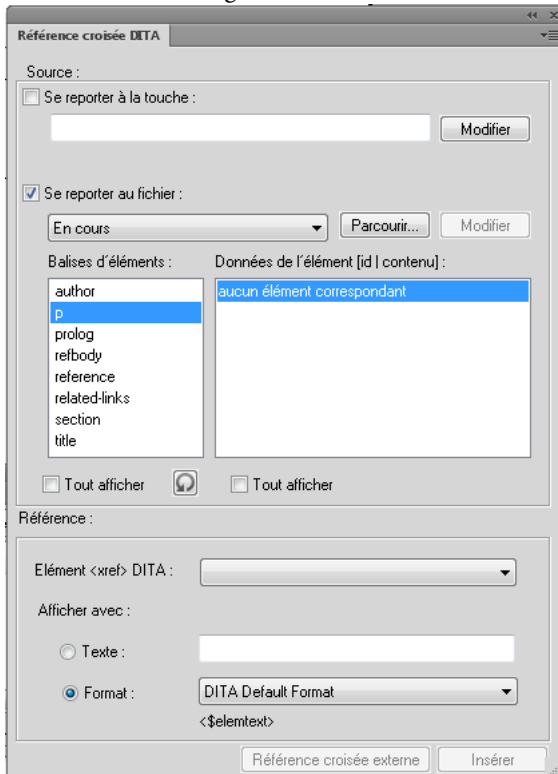 Référence croisée DITA
Source :
Se reporter à la touche :
Modifier
Se reporter au fichier :
En cours
Parcourir...
Modifier
Balises d'éléments :
Données de l'élément [id | contenu] :
author
p
prolog
refbody
reference
related-links
section
title
aucun élément correspondant
Tout afficher
Tout afficher
Référence :
Elément <xref> DITA :
Afficher avec :
Texte :
Format :
DITA Default Format
<$elemtext>
Référence croisée externe
Insérer